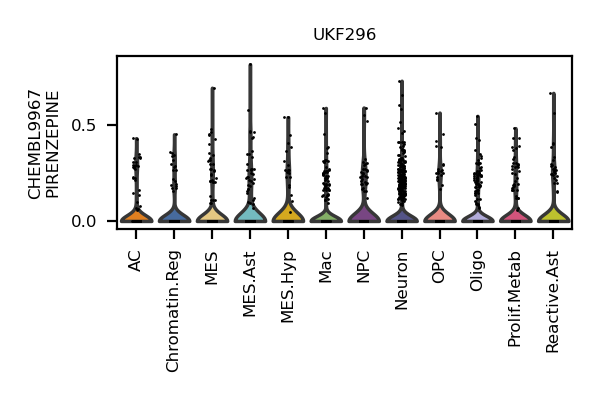 UKF296
CHEMBL9967
PIRENZEPINE
0.5
0.0
AC
Chromatin.Reg
MES
MES.Ast
MES.Hyp
Mac
NPC
Neuron
OPC
Oligo
Prolif.Metab
Reactive.Ast